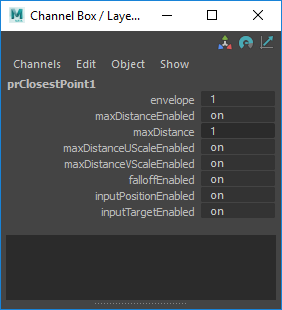 Channel Box / Laye...
Channels Edit Object Show
prClosestPoint1
envelope 1
maxDistanceEnabled on
maxDistance 1
maxDistanceUScaleEnabled on
maxDistanceVScaleEnabled on
falloffEnabled on
inputPositionEnabled on
inputTargetEnabled on